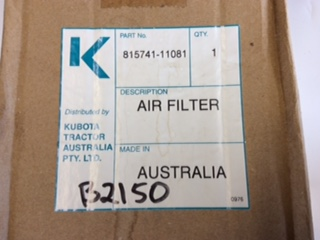 K
PART No.
QTY.
815741-11081
1
DESCRIPTION
AIR FILTER
Distributed by
KUBOTA
TRACTOR
AUSTRALIA
PTY. LTD.
MADE IN
AUSTRALIA
B2150